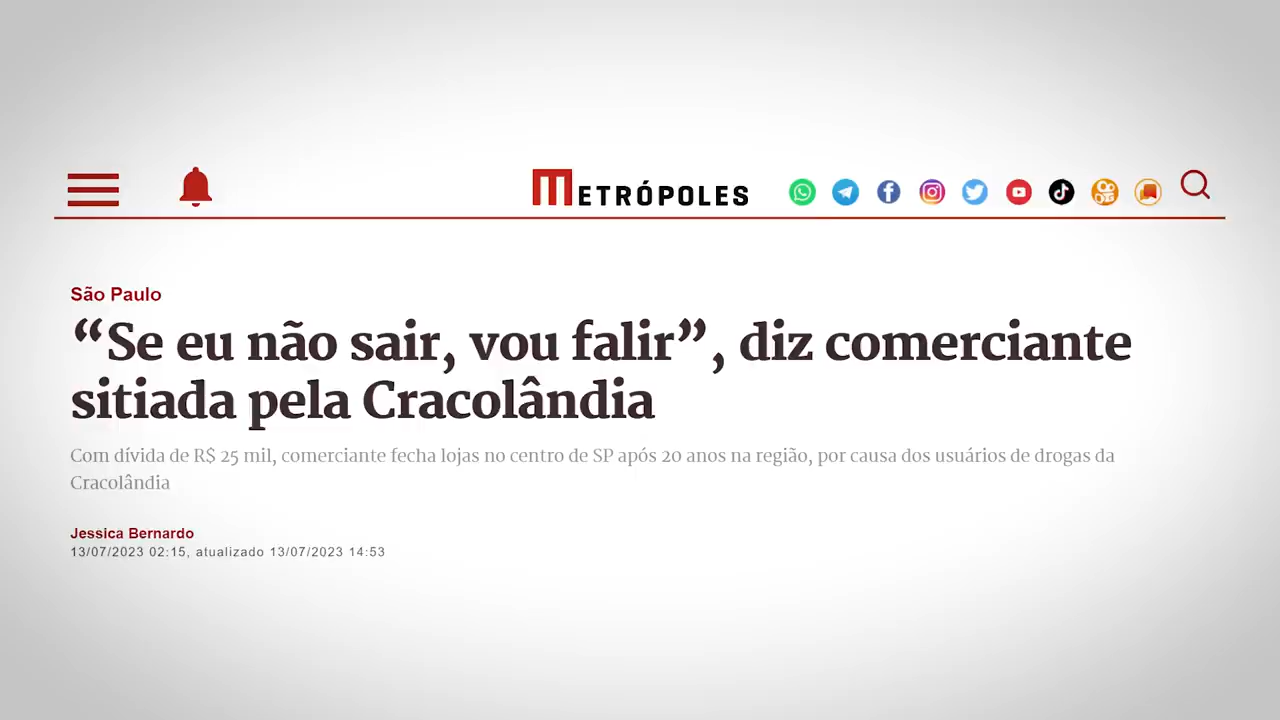 METRÓPOLES
São Paulo
“Se eu não sair, vou falir”, diz comerciante
sitiada pela Cracolândia
Com dívida de R$ 25 mil, comerciante fecha lojas no centro de SP após 20 anos na região, por causa dos usuários de drogas da
Cracolândia
Jessica Bernardo
13/07/2023 02:15, atualizado 13/07/2023 14:53